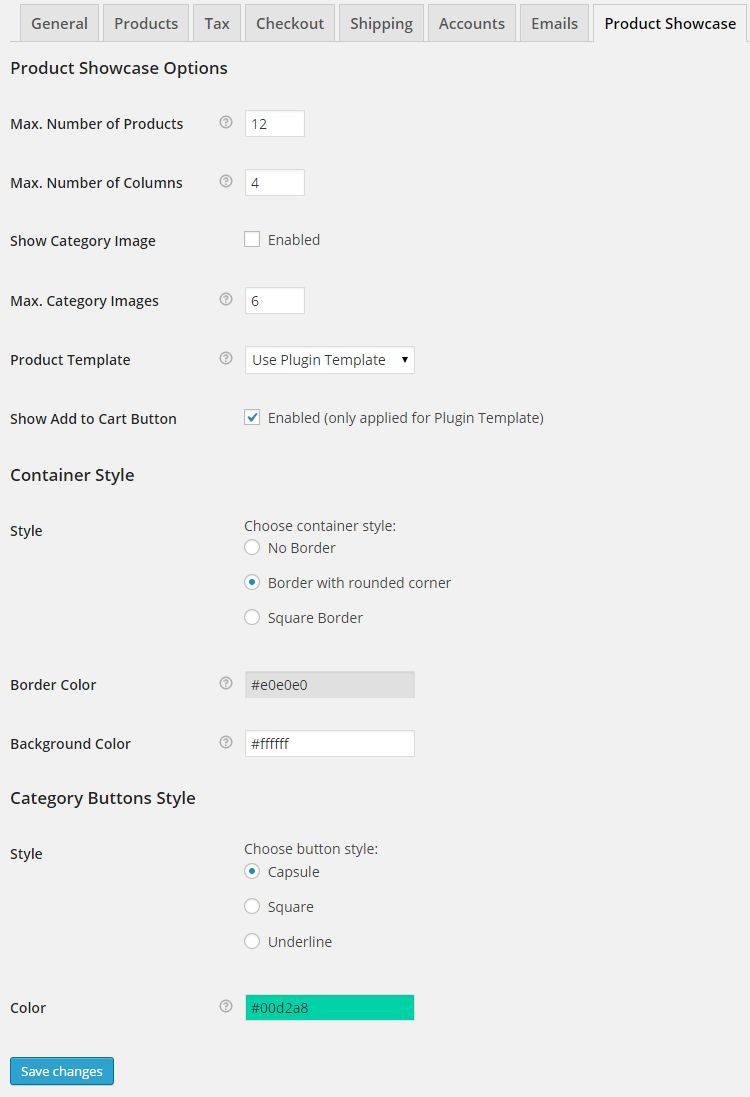 General Products Tax Checkout Shipping Accounts Emails Product Showcase
Product Showcase Options
Max. Number of Products ? 12
Max. Number of Columns ? 4
Show Category Image Enabled
Max. Category Images ? 6
Product Template ? Use Plugin Template
Show Add to Cart Button Enabled (only applied for Plugin Template)
Container Style
Choose container style:
Style
No Border
Border with rounded corner
Square Border
Border Color ? #e0e0e0
Background Color ? #ffffff
Category Buttons Style
Choose button style:
Style
Capsule
Square
Underline
Color ? #00d2a8
Save changes